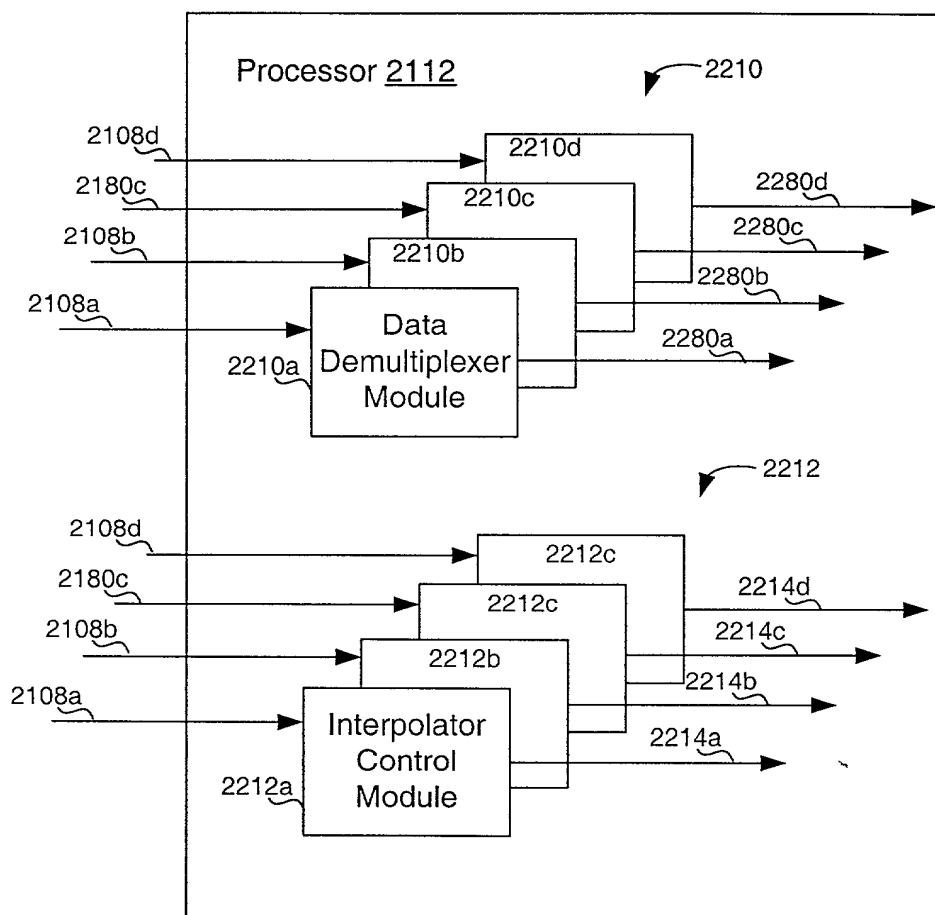 Processor 2112
2210
2108d
2210d
2180c
2210c
2280d
2108b
2210b
2280c
2108a
2280b
Data
Demultiplexer
Module
2280a
2210a
2212
2108d
2212c
2180c
2212c
2214d
2108b
2212b
2214c
2108a
2214b
Interpolator
Control
Module
2214a
2212a